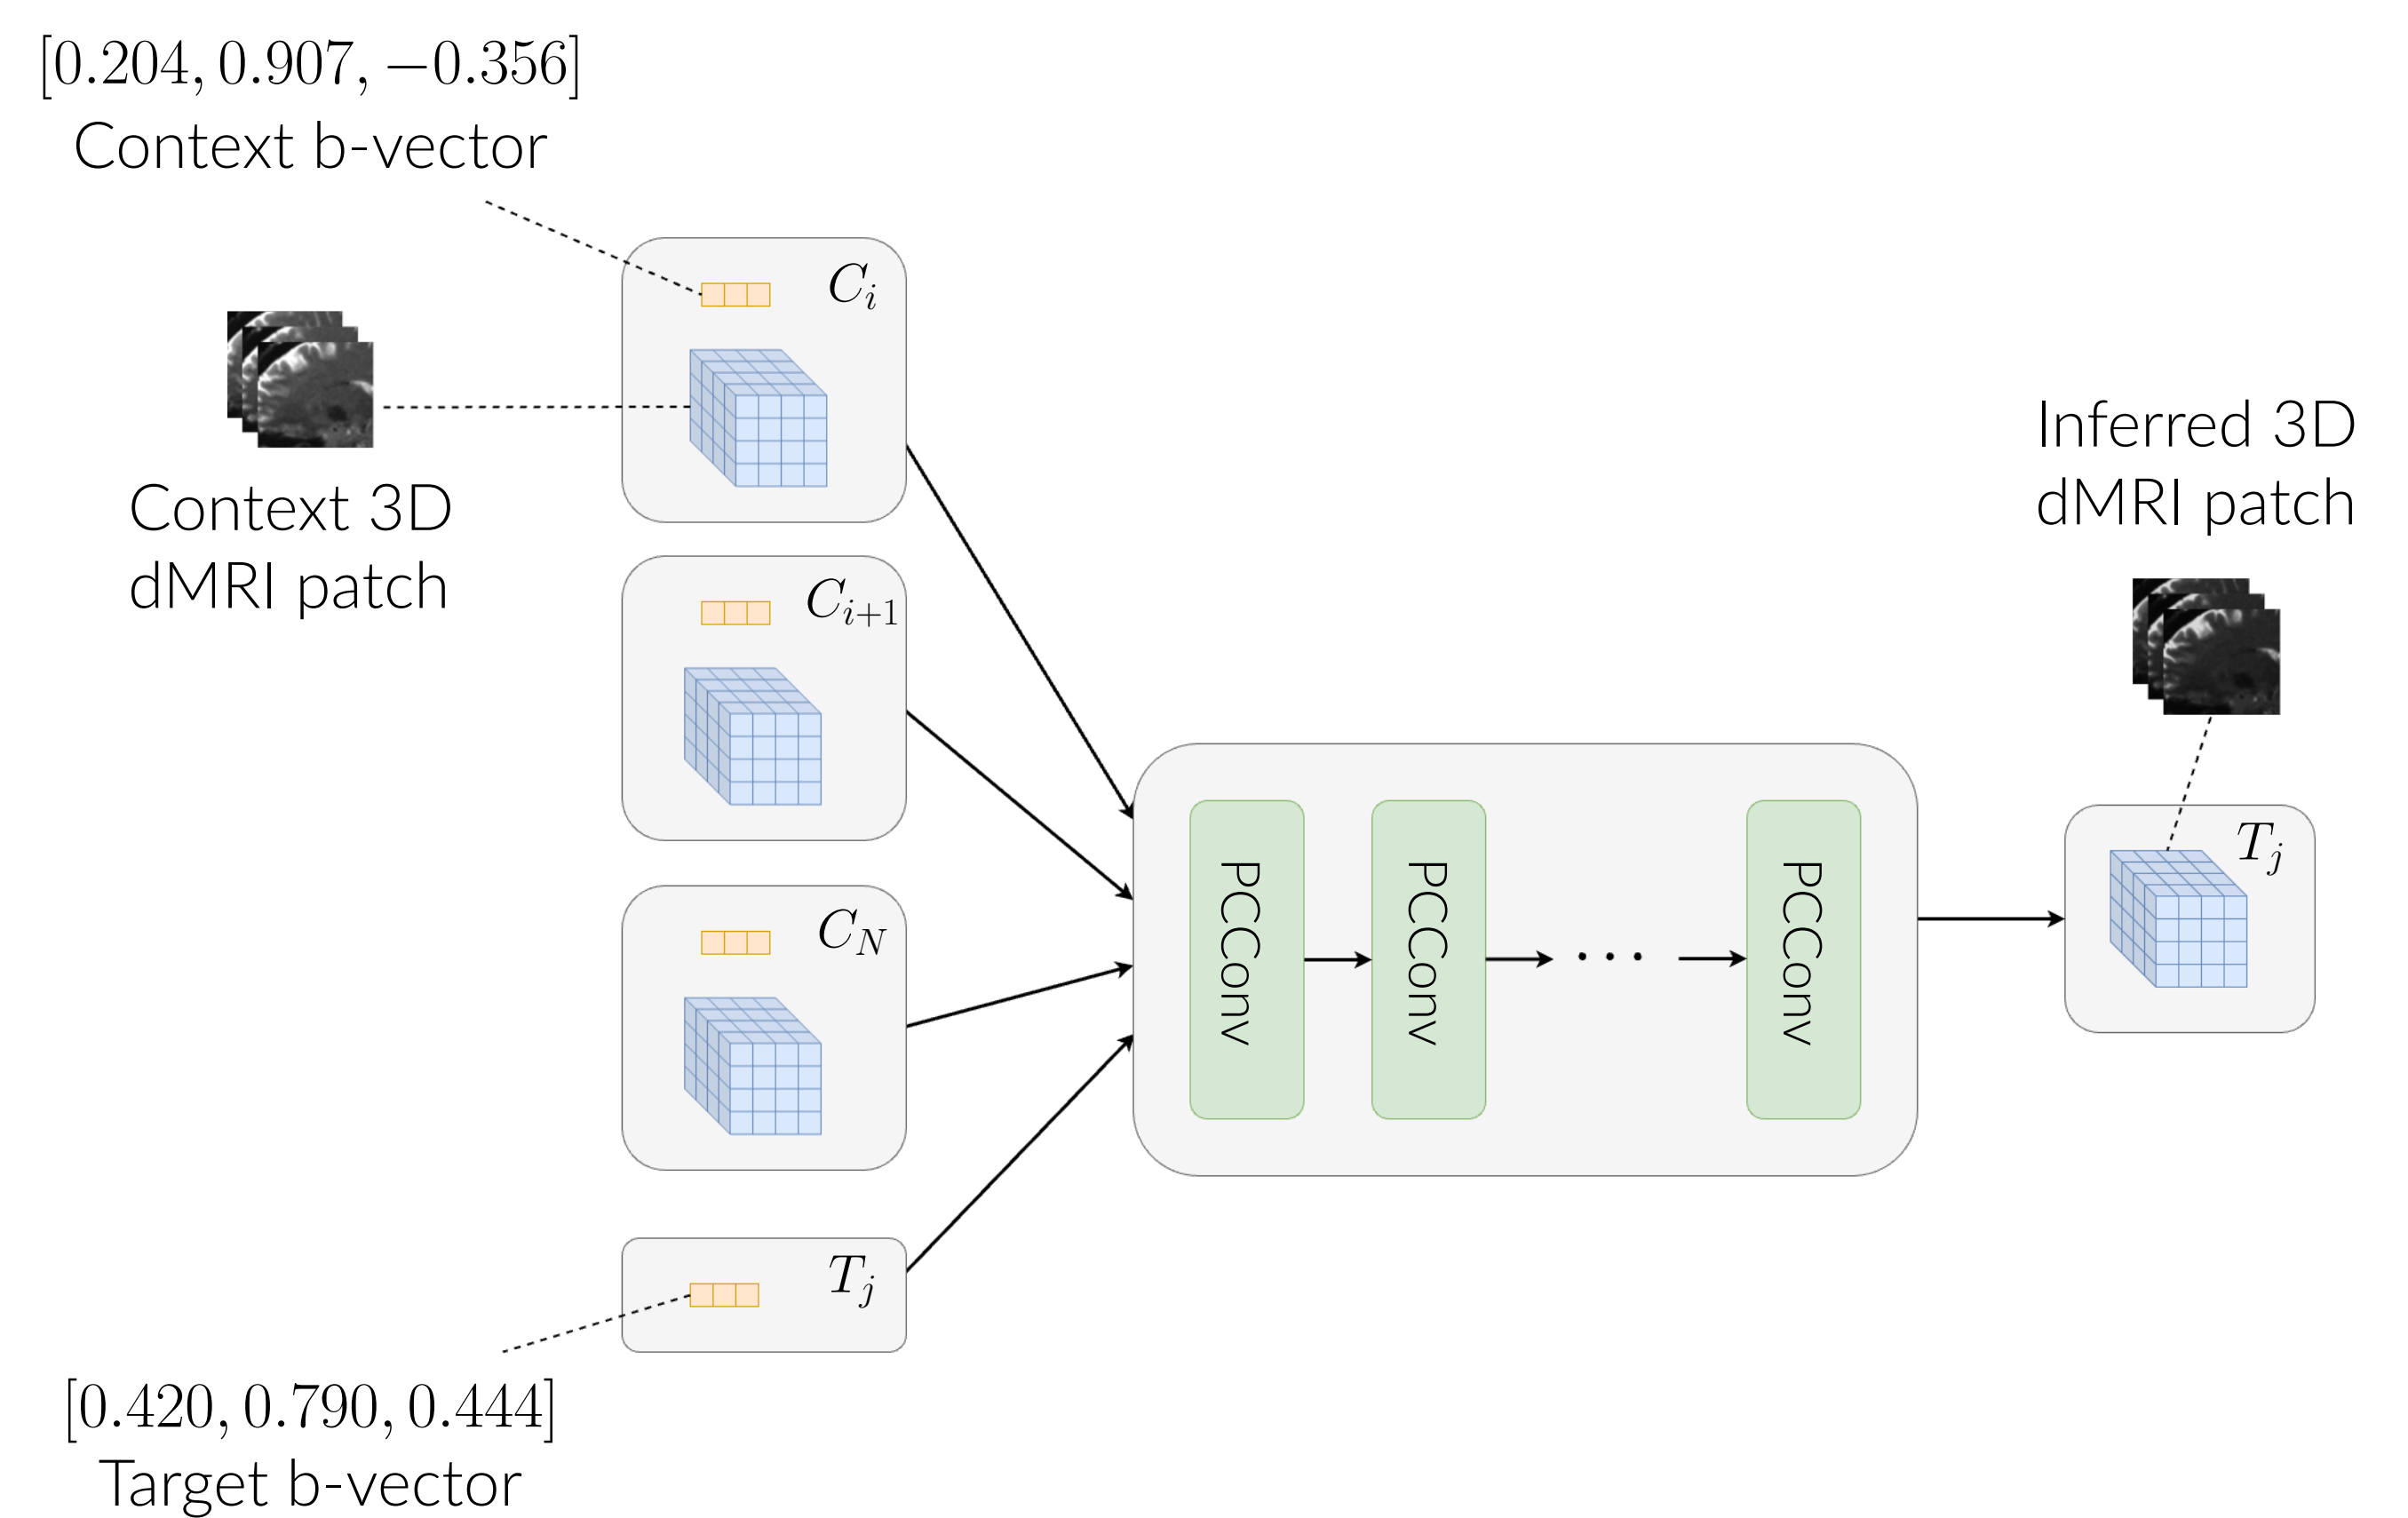 [0.204, 0.907, −0.356]
Context b-vector
C_i
Context 3D
dMRI patch
C_{i+1}
C_N
T_j
[0.420, 0.790, 0.444]
Target b-vector
PCConv
PCConv
...
PCConv
Inferred 3D
dMRI patch
T_j